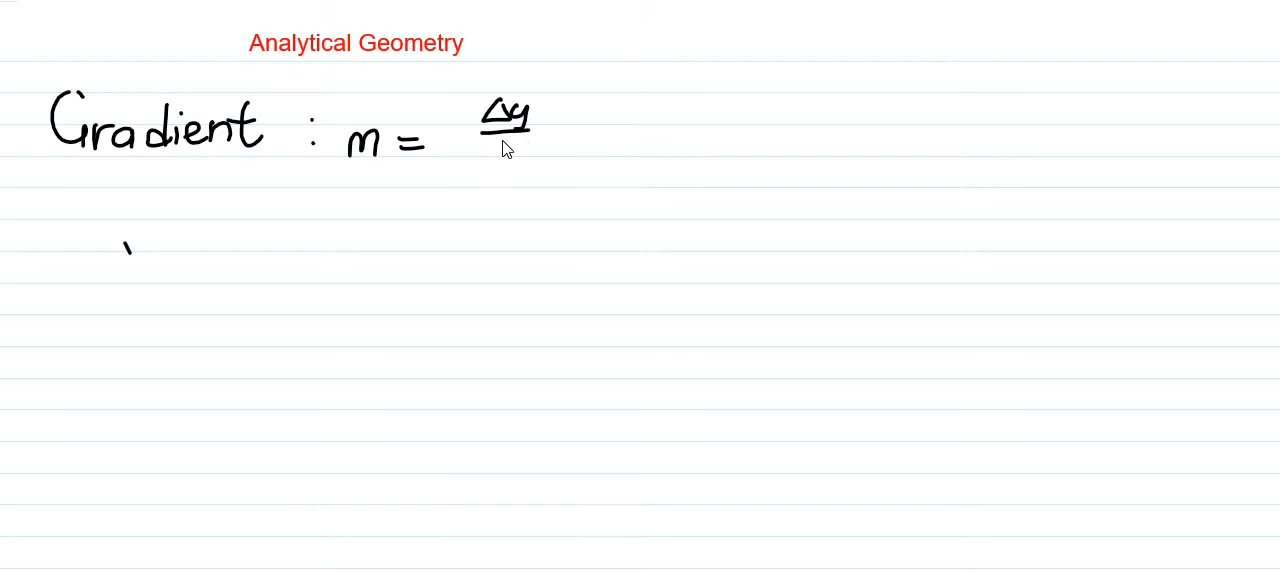 Analytical Geometry
Gradient : m = Δy